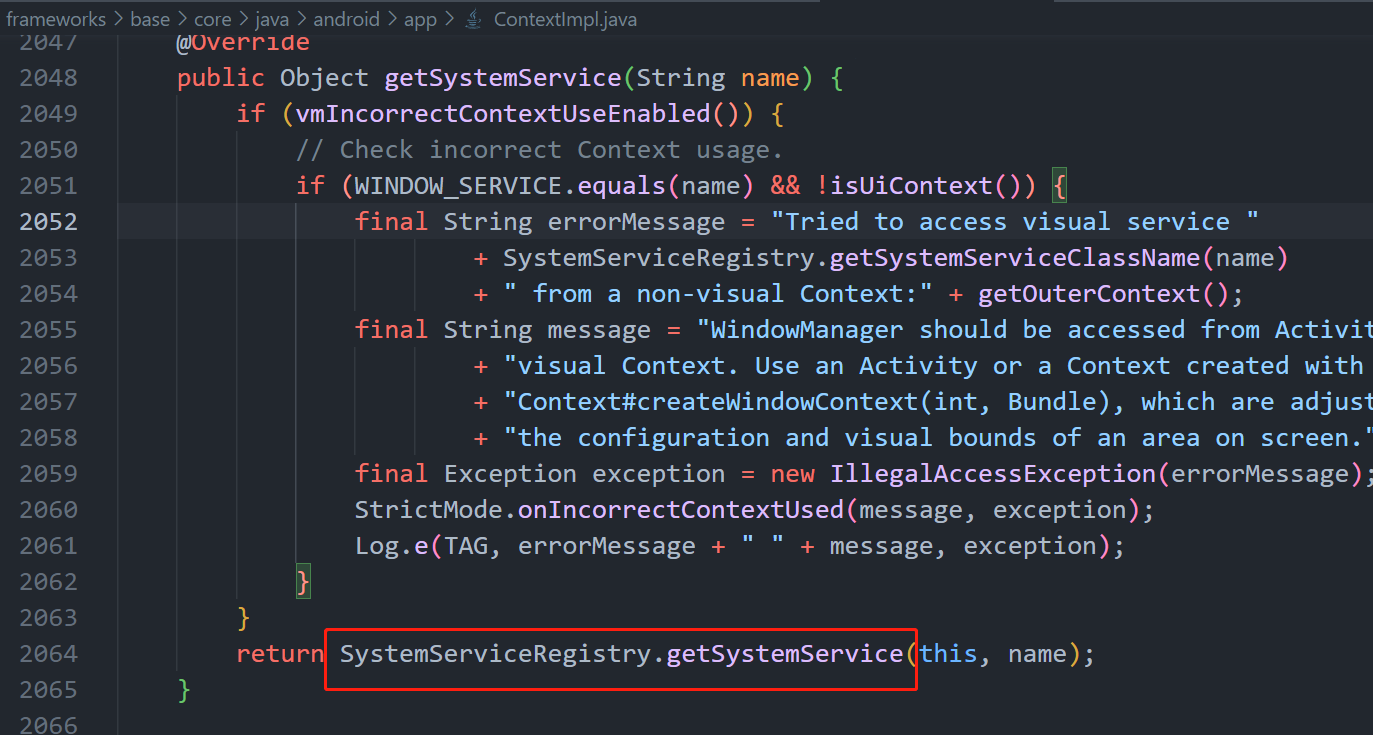 frameworks > base > core > java > android > app > ContextImpl.java
2047 @Override
2048 public Object getSystemService(String name) {
2049 if (vmIncorrectContextUseEnabled()) {
2050 // Check incorrect Context usage.
2051 if (WINDOW_SERVICE.equals(name) && !isUiContext()) {
2052 final String errorMessage = "Tried to access visual service "
2053 + SystemServiceRegistry.getSystemServiceClassName(name)
2054 + " from a non-visual Context:" + getOuterContext();
2055 final String message = "WindowManager should be accessed from Activit
2056 + "visual Context. Use an Activity or a Context created with
2057 + "Context#createWindowContext(int, Bundle), which are adjust
2058 + "the configuration and visual bounds of an area on screen."
2059 final Exception exception = new IllegalAccessException(errorMessage);
2060 StrictMode.onIncorrectContextUsed(message, exception);
2061 Log.e(TAG, errorMessage + " " + message, exception);
2062 }
2063 }
2064 return SystemServiceRegistry.getSystemService(this, name);
2065 }
2066